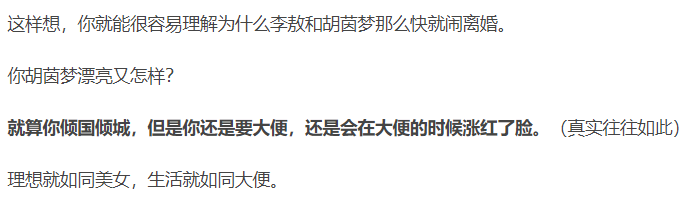 这样想，你就能很容易理解为什么李敖和胡茵梦那么快就闹离婚。
你胡茵梦漂亮又怎样？
就算你倾国倾城，但是你还是要大便，还是会在大便的时候涨红了脸。（真实往往如此）
理想就如同美女，生活就如同大便。